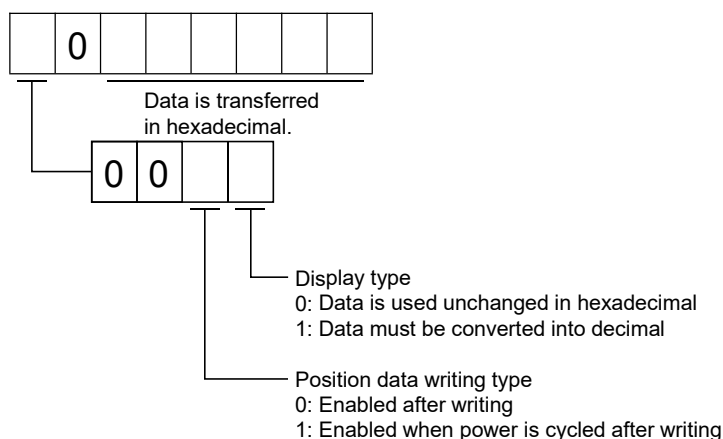 0
Data is transferred
in hexadecimal.
0 0
Display type
0: Data is used unchanged in hexadecimal
1: Data must be converted into decimal
Position data writing type
0: Enabled after writing
1: Enabled when power is cycled after writing